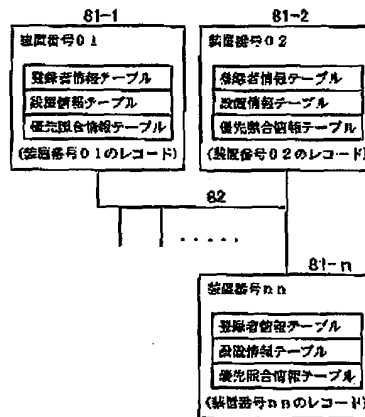 81-1
装置番号01
登録者情報テーブル
設置情報テーブル
優先照合情報テーブル
(装置番号01のレコード)
81-2
装置番号02
登録者情報テーブル
設置情報テーブル
優先照合情報テーブル
(装置番号02のレコード)
82
81-n
装置番号nn
登録者情報テーブル
設置情報テーブル
優先照合情報テーブル
(装置番号nnのレコード)